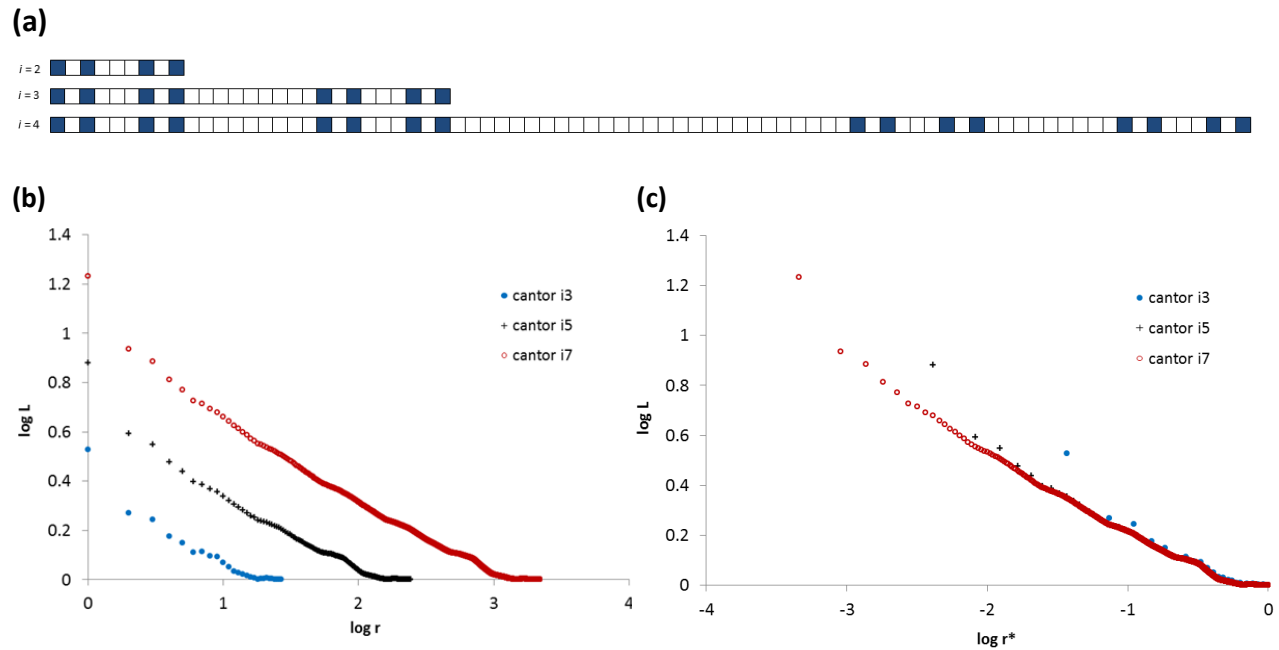 (a)
i = 2
i = 3
i = 4
(b)
1.4
1.2
1
0.8
0.6
0.4
0.2
0
log L
0 1 2 3 4
log r
cantor i3
cantor i5
cantor i7
(c)
1.4
1.2
1
0.8
0.6
0.4
0.2
0
log L
-4 -3 -2 -1 0
log r*
cantor i3
cantor i5
cantor i7